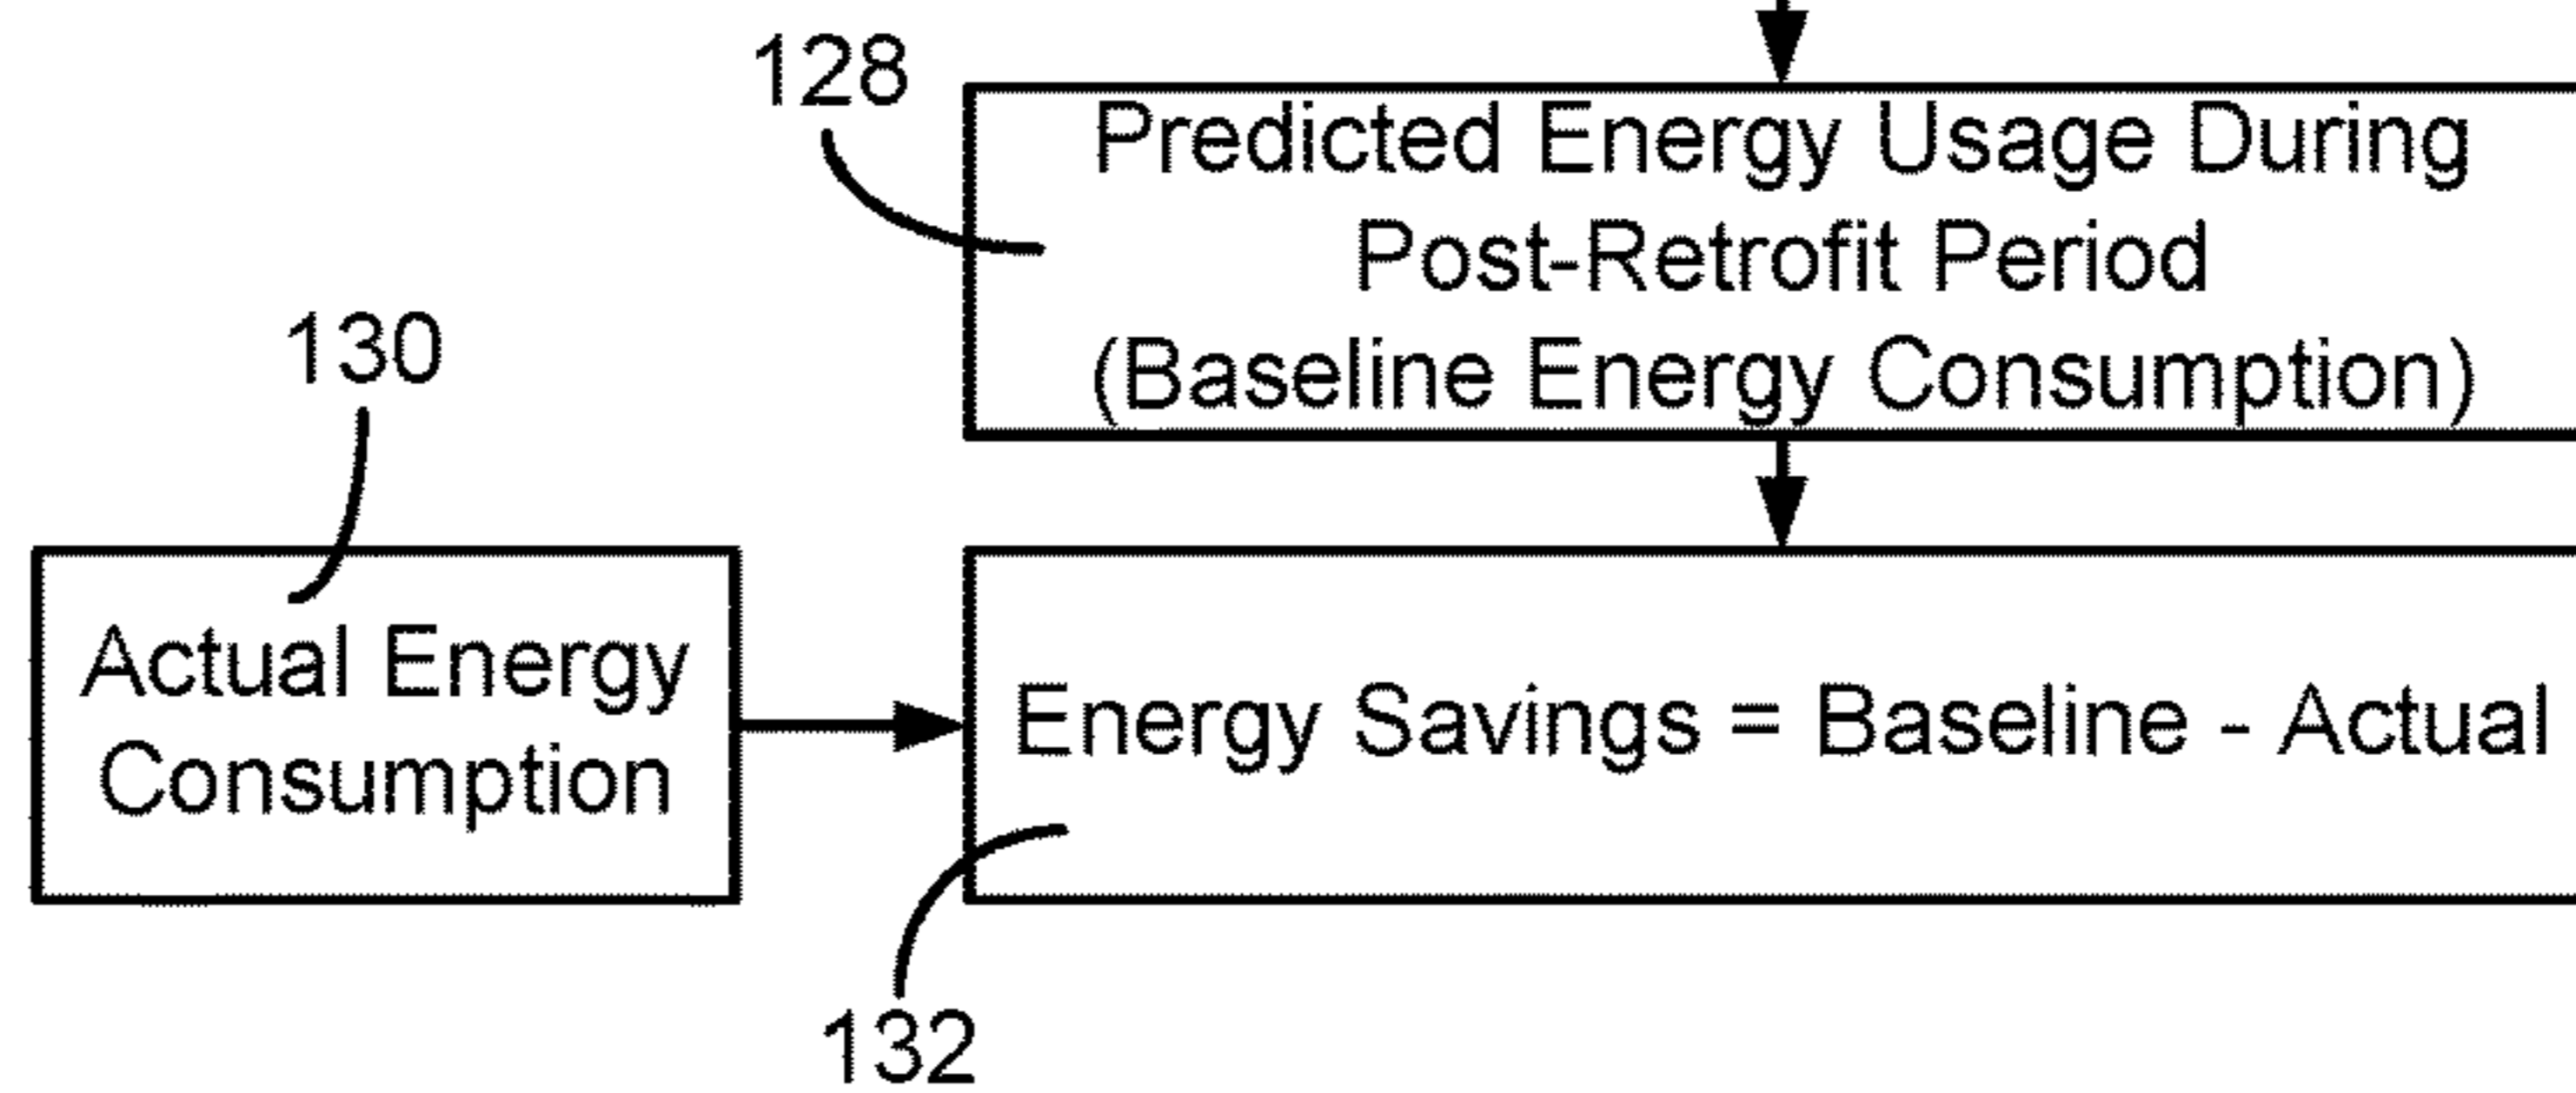 128
Predicted Energy Usage During
Post-Retrofit Period
(Baseline Energy Consumption)
130
Actual Energy
Consumption
Energy Savings = Baseline - Actual
132